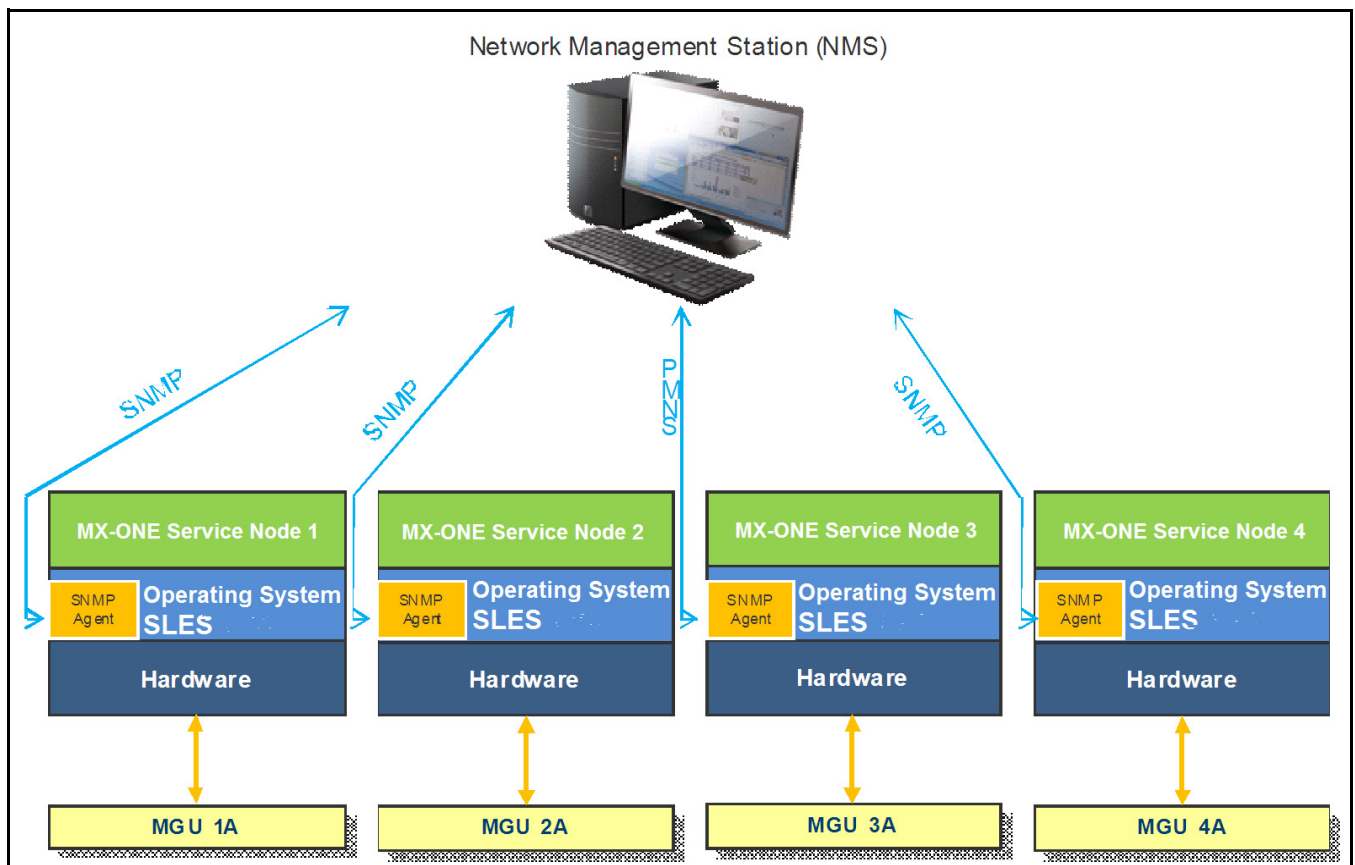 Network Management Station (NMS)
SNMP
SNMP
PMNS
SNMP
MX-ONE Service Node 1
SNMP Agent
Operating System
SLES
Hardware
MGU 1A
MX-ONE Service Node 2
SNMP Agent
Operating System
SLES
Hardware
MGU 2A
MX-ONE Service Node 3
SNMP Agent
Operating System
SLES
Hardware
MGU 3A
MX-ONE Service Node 4
SNMP Agent
Operating System
SLES
Hardware
MGU 4A